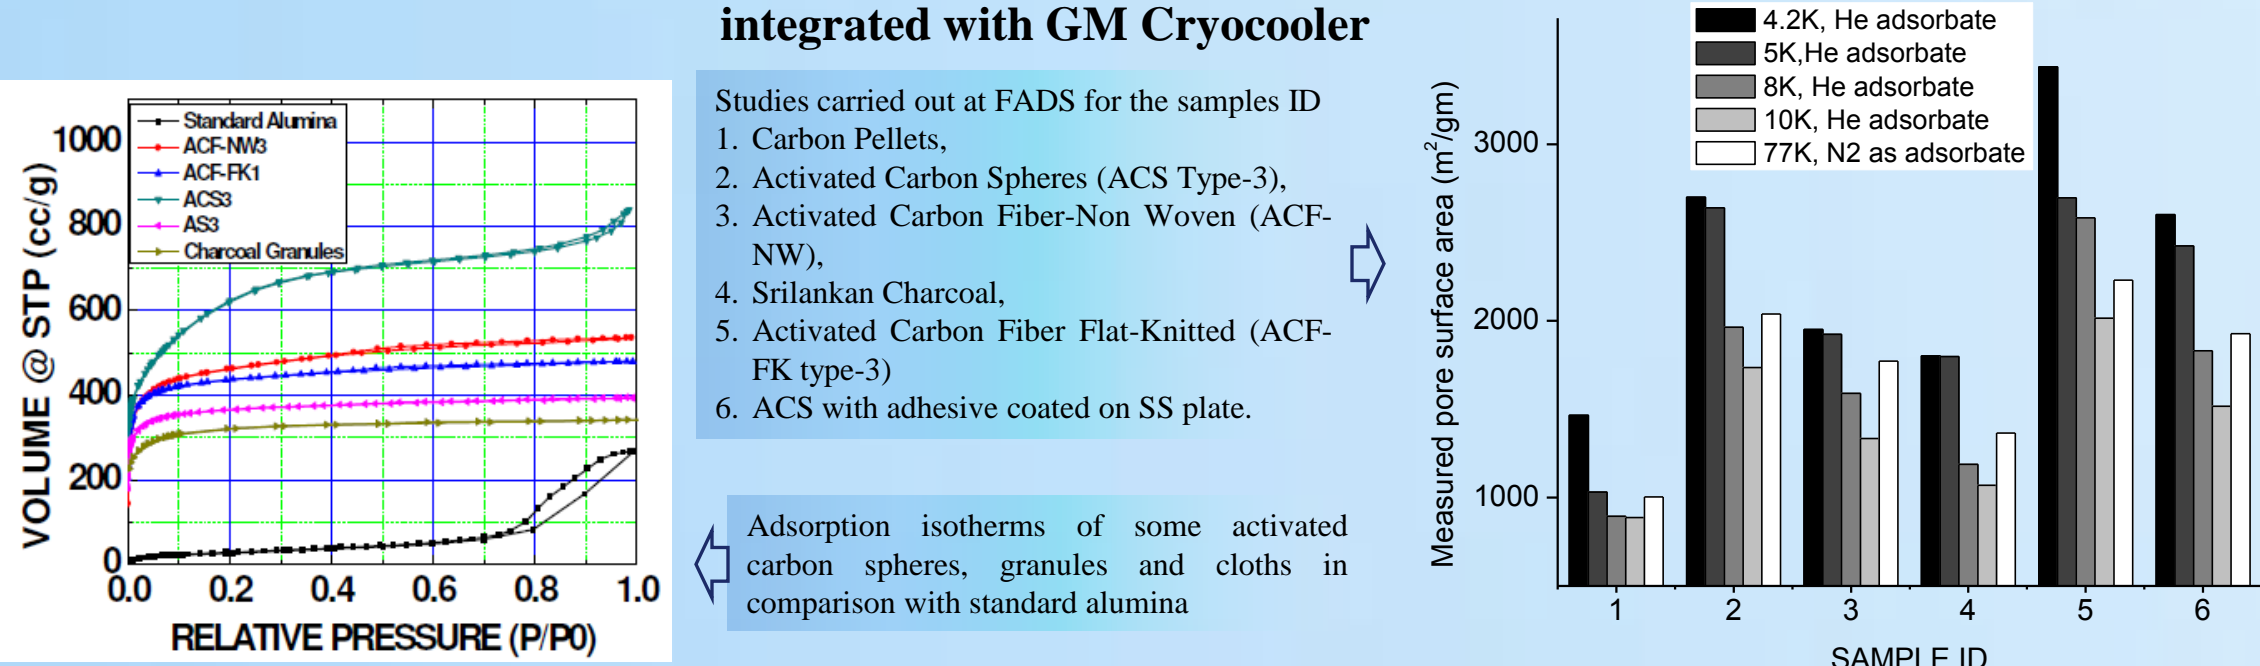 integrated with GM Cryocooler
Standard Alumina
ACF-NW3
ACF-FK1
ACS3
AS3
Charcoal Granules
1000
800
600
400
200
0
0.0 0.2 0.4 0.6 0.8 1.0
VOLUME @ STP (cc/g)
RELATIVE PRESSURE (P/P0)
Studies carried out at FADS for the samples ID
1. Carbon Pellets,
2. Activated Carbon Spheres (ACS Type-3),
3. Activated Carbon Fiber-Non Woven (ACF-
NW),
4. Srilankan Charcoal,
5. Activated Carbon Fiber Flat-Knitted (ACF-
FK type-3)
6. ACS with adhesive coated on SS plate.
Adsorption isotherms of some activated
carbon spheres, granules and cloths in
comparison with standard alumina
4.2K, He adsorbate
5K,He adsorbate
8K, He adsorbate
10K, He adsorbate
77K, N2 as adsorbate
Measured pore surface area (m²/gm)
3000
2000
1000
1 2 3 4 5 6
SAMPLE ID